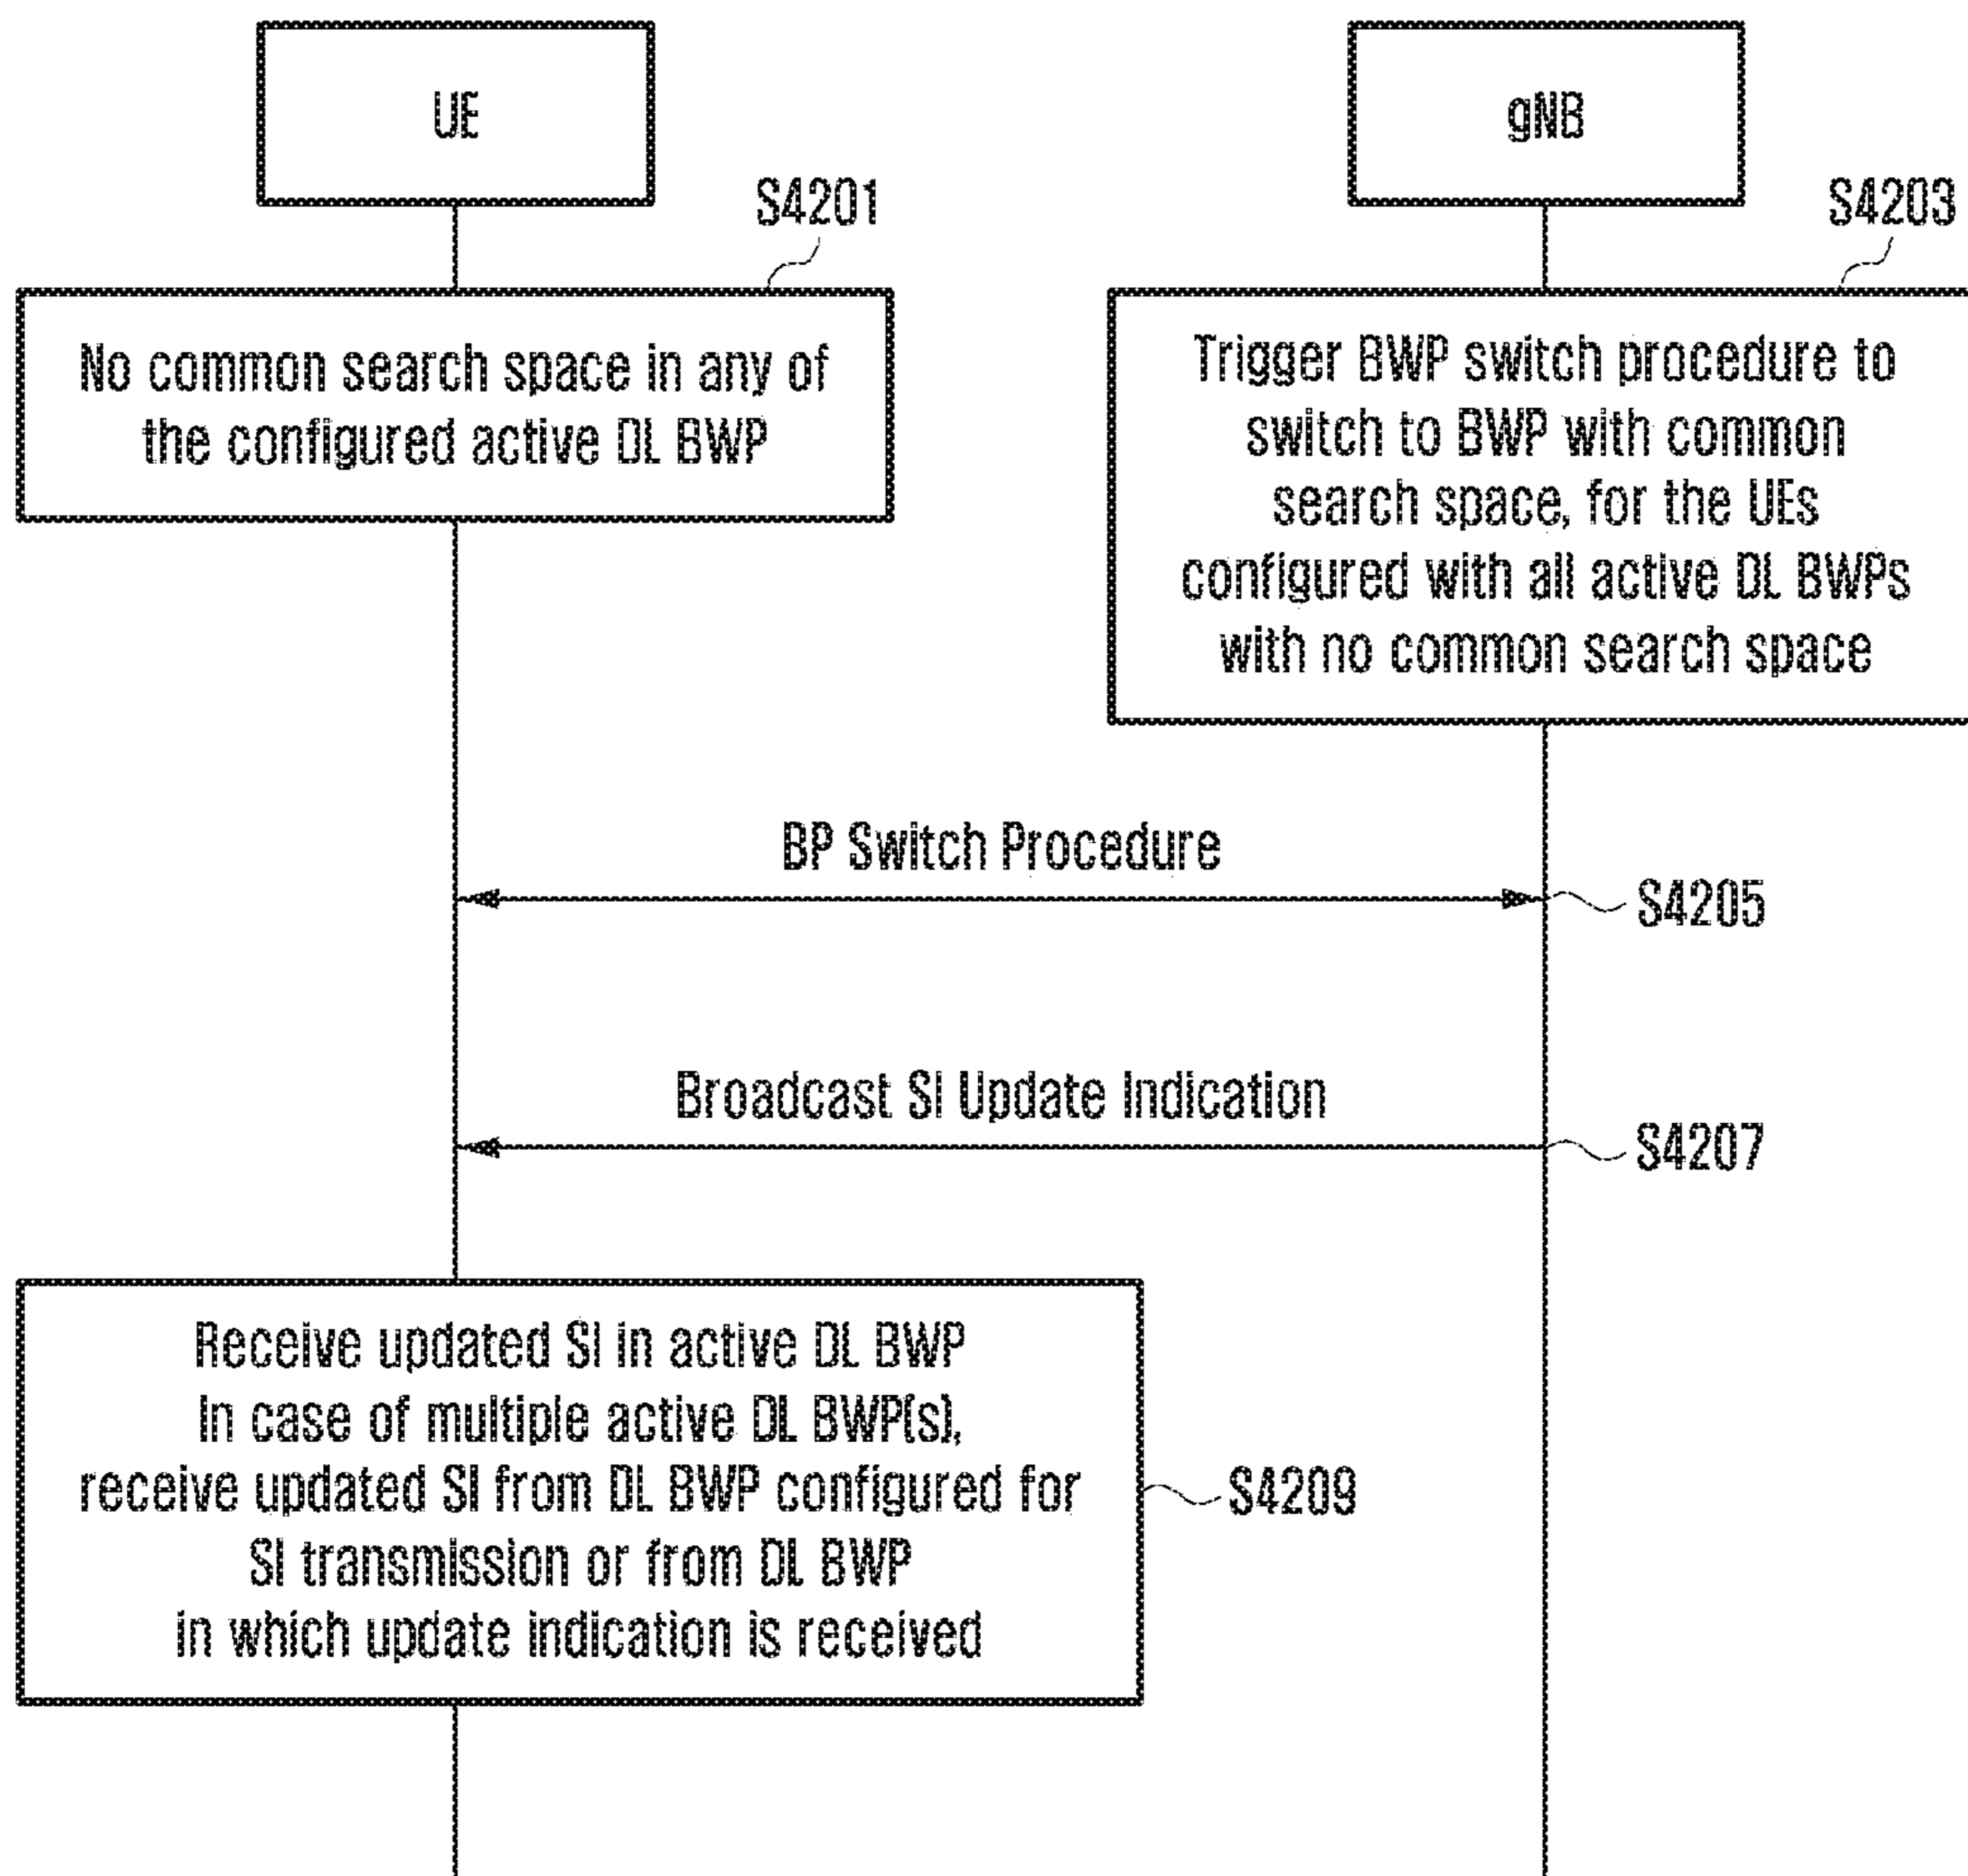 UE
gNB
S4201
S4203
No common search space in any of
the configured active DL BWP
Trigger BWP switch procedure to
switch to BWP with common
search space, for the UEs
configured with all active DL BWPs
with no common search space
BP Switch Procedure
S4205
Broadcast SI Update Indication
S4207
Receive updated SI in active DL BWP
In case of multiple active DL BWP(s),
receive updated SI from DL BWP configured for
SI transmission or from DL BWP
in which update indication is received
S4209